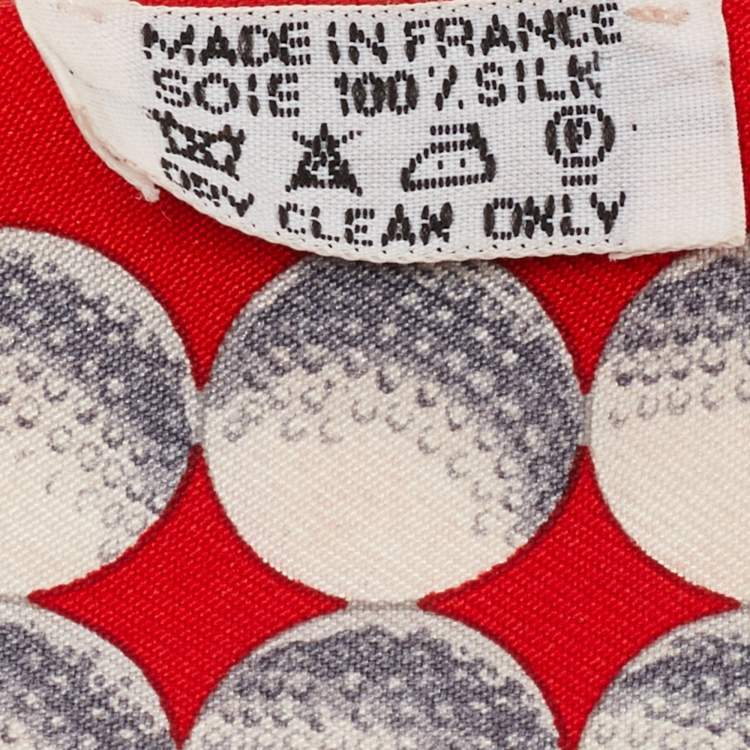 MADE IN FRANCE
SOIE 100% SILK
P
DRY CLEAN ONLY